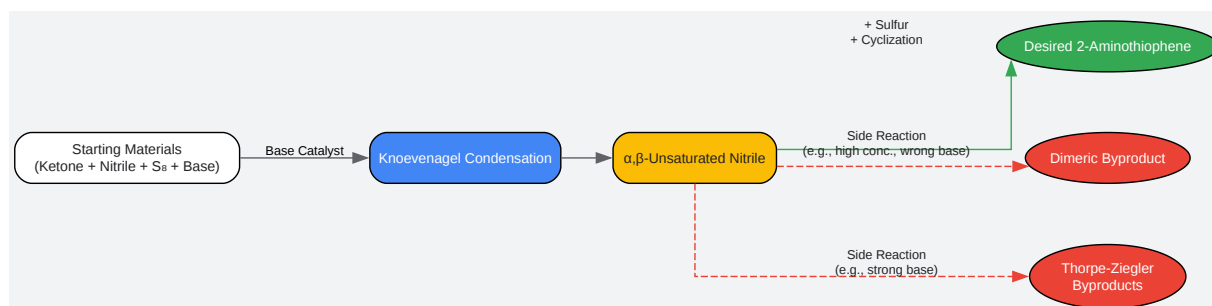 + Sulfur
+ Cyclization
Desired 2-Aminothiophene
Starting Materials
(Ketone + Nitrile + S₈ + Base)
Base Catalyst
Knoevenagel Condensation
α,β-Unsaturated Nitrile
Side Reaction
(e.g., high conc., wrong base)
Dimeric Byproduct
Side Reaction
(e.g., strong base)
Thorpe-Ziegler
Byproducts